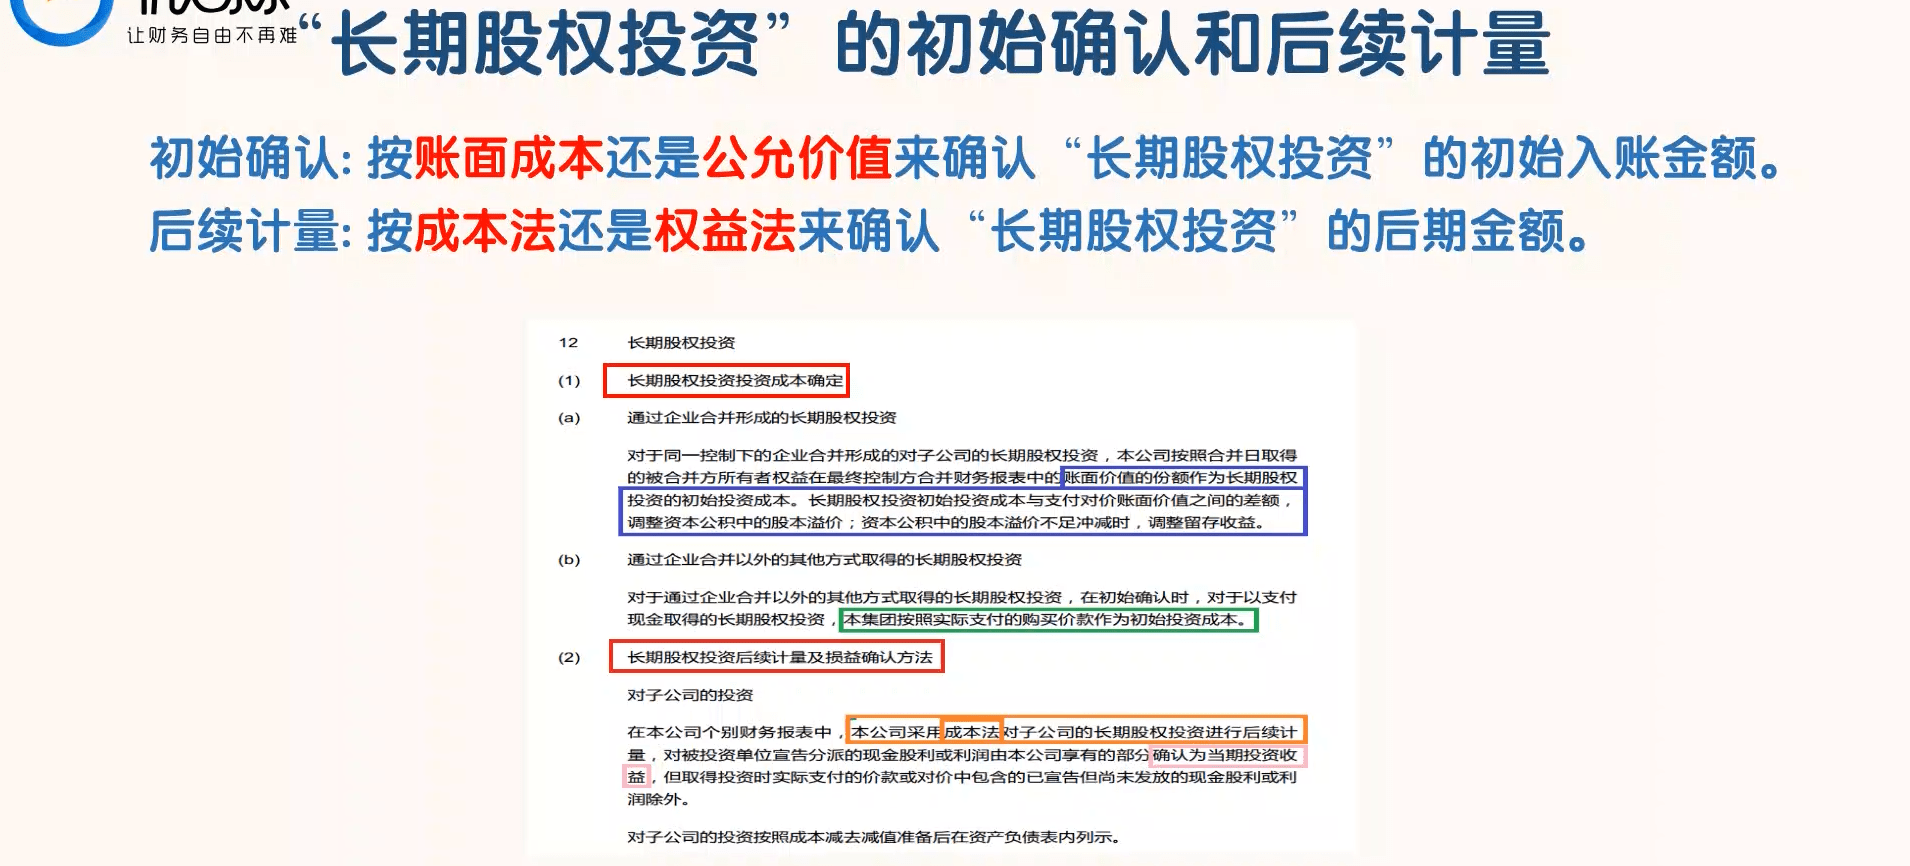 让财务自由不再难
“长期股权投资”的初始确认和后续计量
初始确认: 按账面成本还是公允价值来确认“长期股权投资”的初始入账金额。
后续计量: 按成本法还是权益法来确认“长期股权投资”的后期金额。
12 长期股权投资
(1) 长期股权投资投资成本确定
(a) 通过企业合并形成的长期股权投资
对于同一控制下的企业合并形成的对子公司的长期股权投资，本公司按照合并日取得
的被合并方所有者权益在最终控制方合并财务报表中的账面价值的份额作为长期股权
投资的初始投资成本。长期股权投资初始投资成本与支付对价账面价值之间的差额，
调整资本公积中的股本溢价；资本公积中的股本溢价不足冲减时，调整留存收益。
(b) 通过企业合并以外的其他方式取得的长期股权投资
对于通过企业合并以外的其他方式取得的长期股权投资，在初始确认时，对于以支付
现金取得的长期股权投资，本集团按照实际支付的购买价款作为初始投资成本。
(2) 长期股权投资后续计量及损益确认方法
对子公司的投资
在本公司个别财务报表中，本公司采用成本法对子公司的长期股权投资进行后续计
量，对被投资单位宣告分派的现金股利或利润由本公司享有的部分确认为当期投资收
益，但取得投资时实际支付的价款或对价中包含的已宣告但尚未发放的现金股利或利
润除外。
对子公司的投资按照成本减去减值准备后在资产负债表内列示。